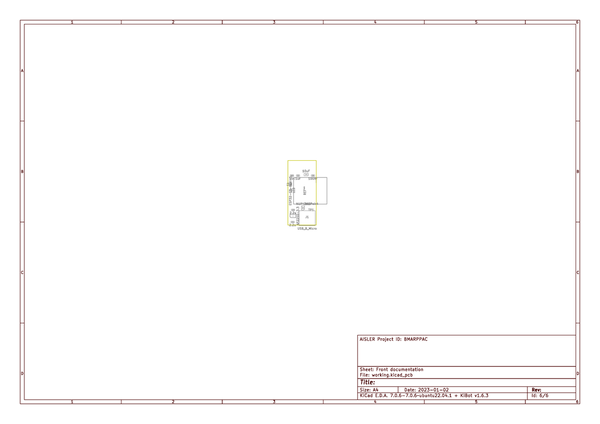 1 2 3 4 5 6
A A
B B
USB_B_Micro
C C
AISLER Project ID: BMARPPAC
Sheet: Front documentation
File: working.kicad_pcb
D D
Title:
Size: A4 Date: 2023-01-02 Rev:
KiCad E.D.A. 7.0.6-7.0.6~ubuntu22.04.1 + KiBot v1.6.3 Id: 6/6
1 2 3 4 5 6